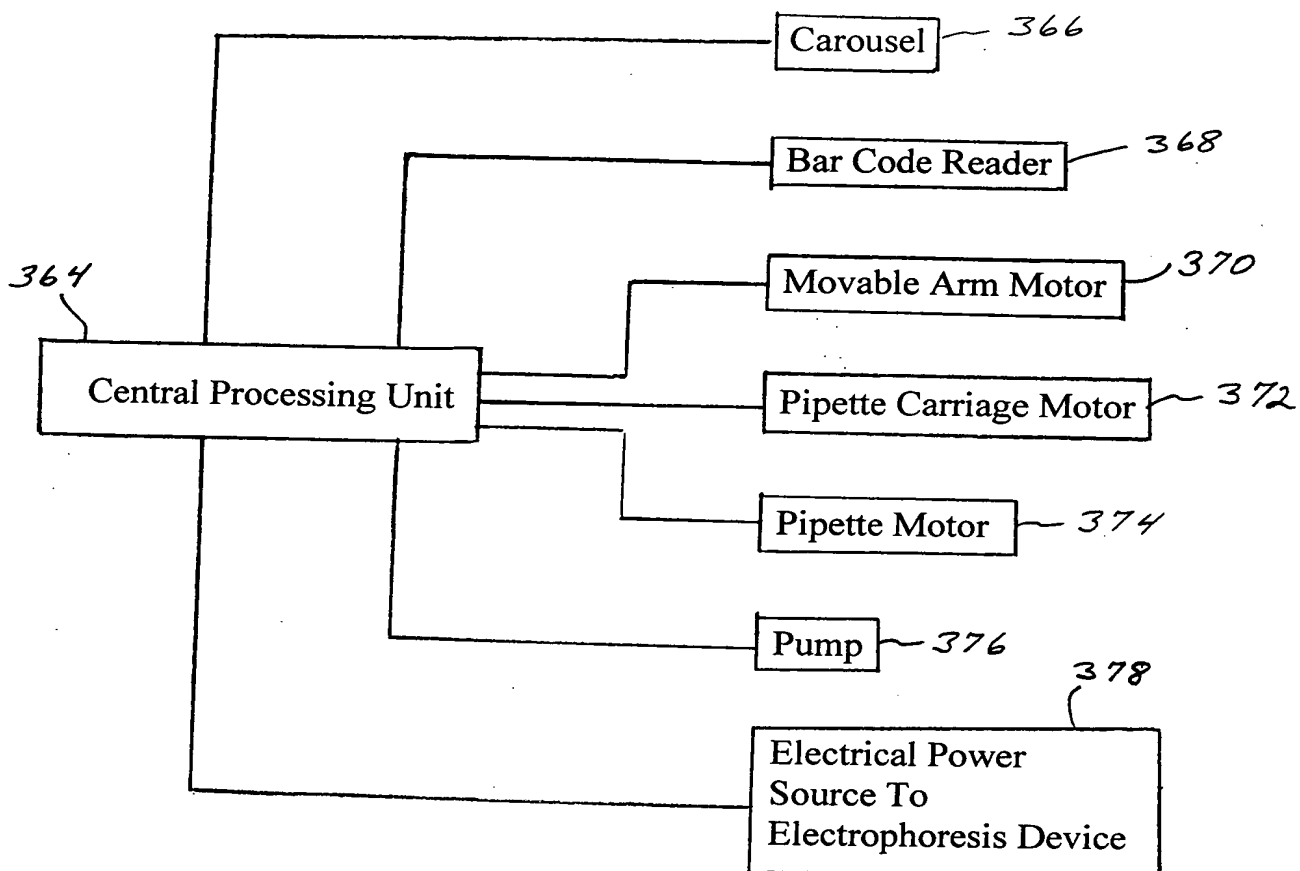 Carousel 366
Bar Code Reader 368
364
Movable Arm Motor 370
Central Processing Unit
Pipette Carriage Motor 372
Pipette Motor 374
Pump 376
378
Electrical Power
Source To
Electrophoresis Device